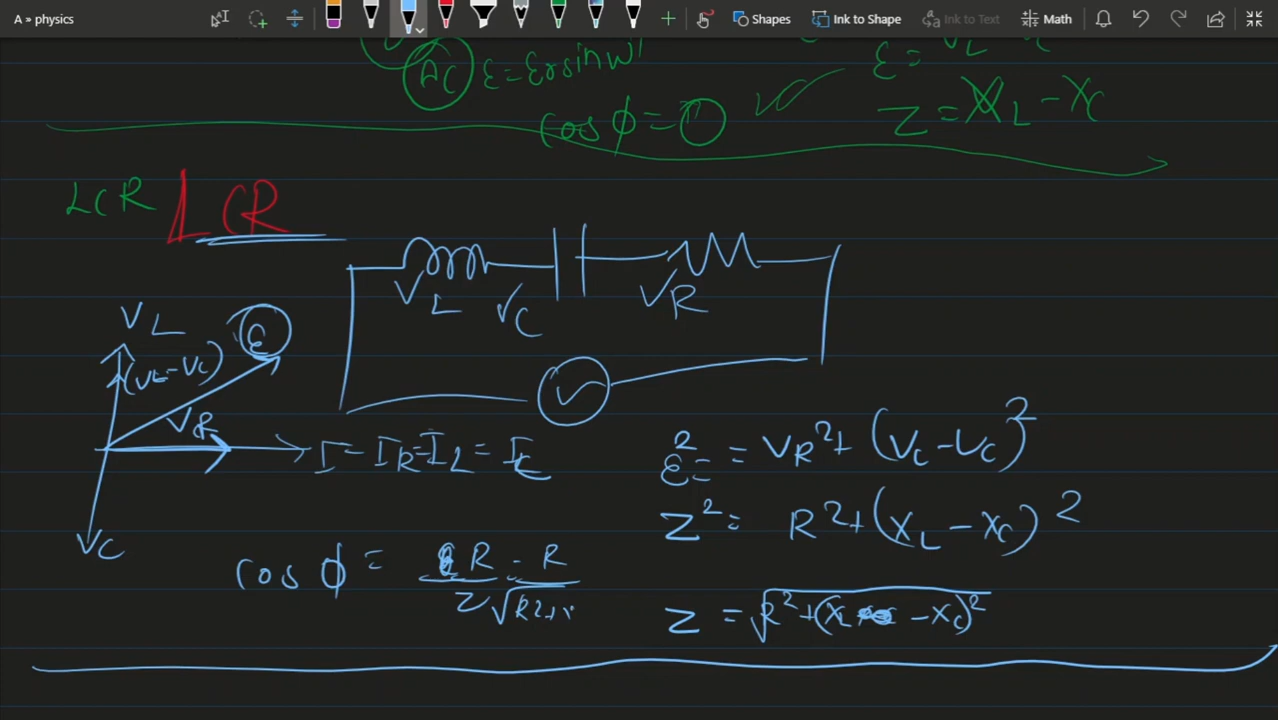 A » physics
Shapes Ink to Shape Ink to Text Math
AC ε = ε₀ sin ω
cos φ = 0
Z = X_L - X_C
LCR LCR
V_L V_C V_R
V_L ε
(V_L - V_C)
V_R
I = I_R = I_L = I_C
V_C
ε² = = V_R² + (V_C - V_C)²
Z² = R² + (X_L - X_C)²
cos φ = R/Z = R/√R²+
Z = √R² + (X_L - X_C)²